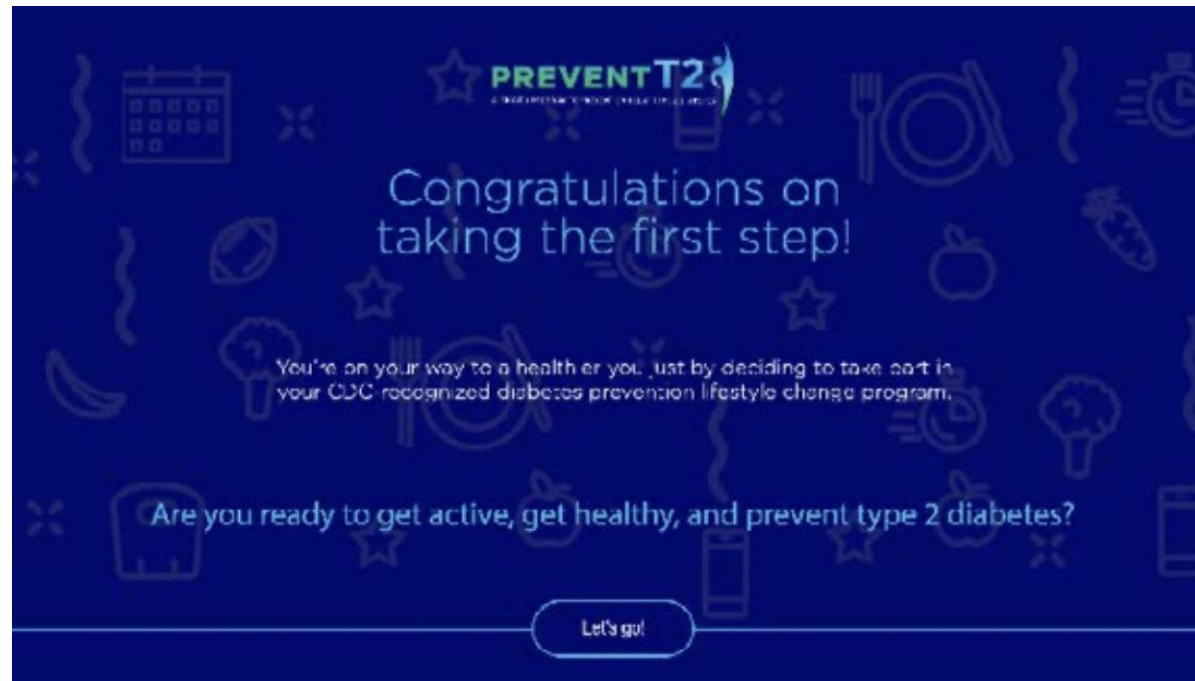 PREVENT T2
Congratulations on
taking the first step!
You're on your way to a healthier you just by deciding to take part in
your CDC-recognized diabetes prevention lifestyle change program.
Are you ready to get active, get healthy, and prevent type 2 diabetes?
Let's go!